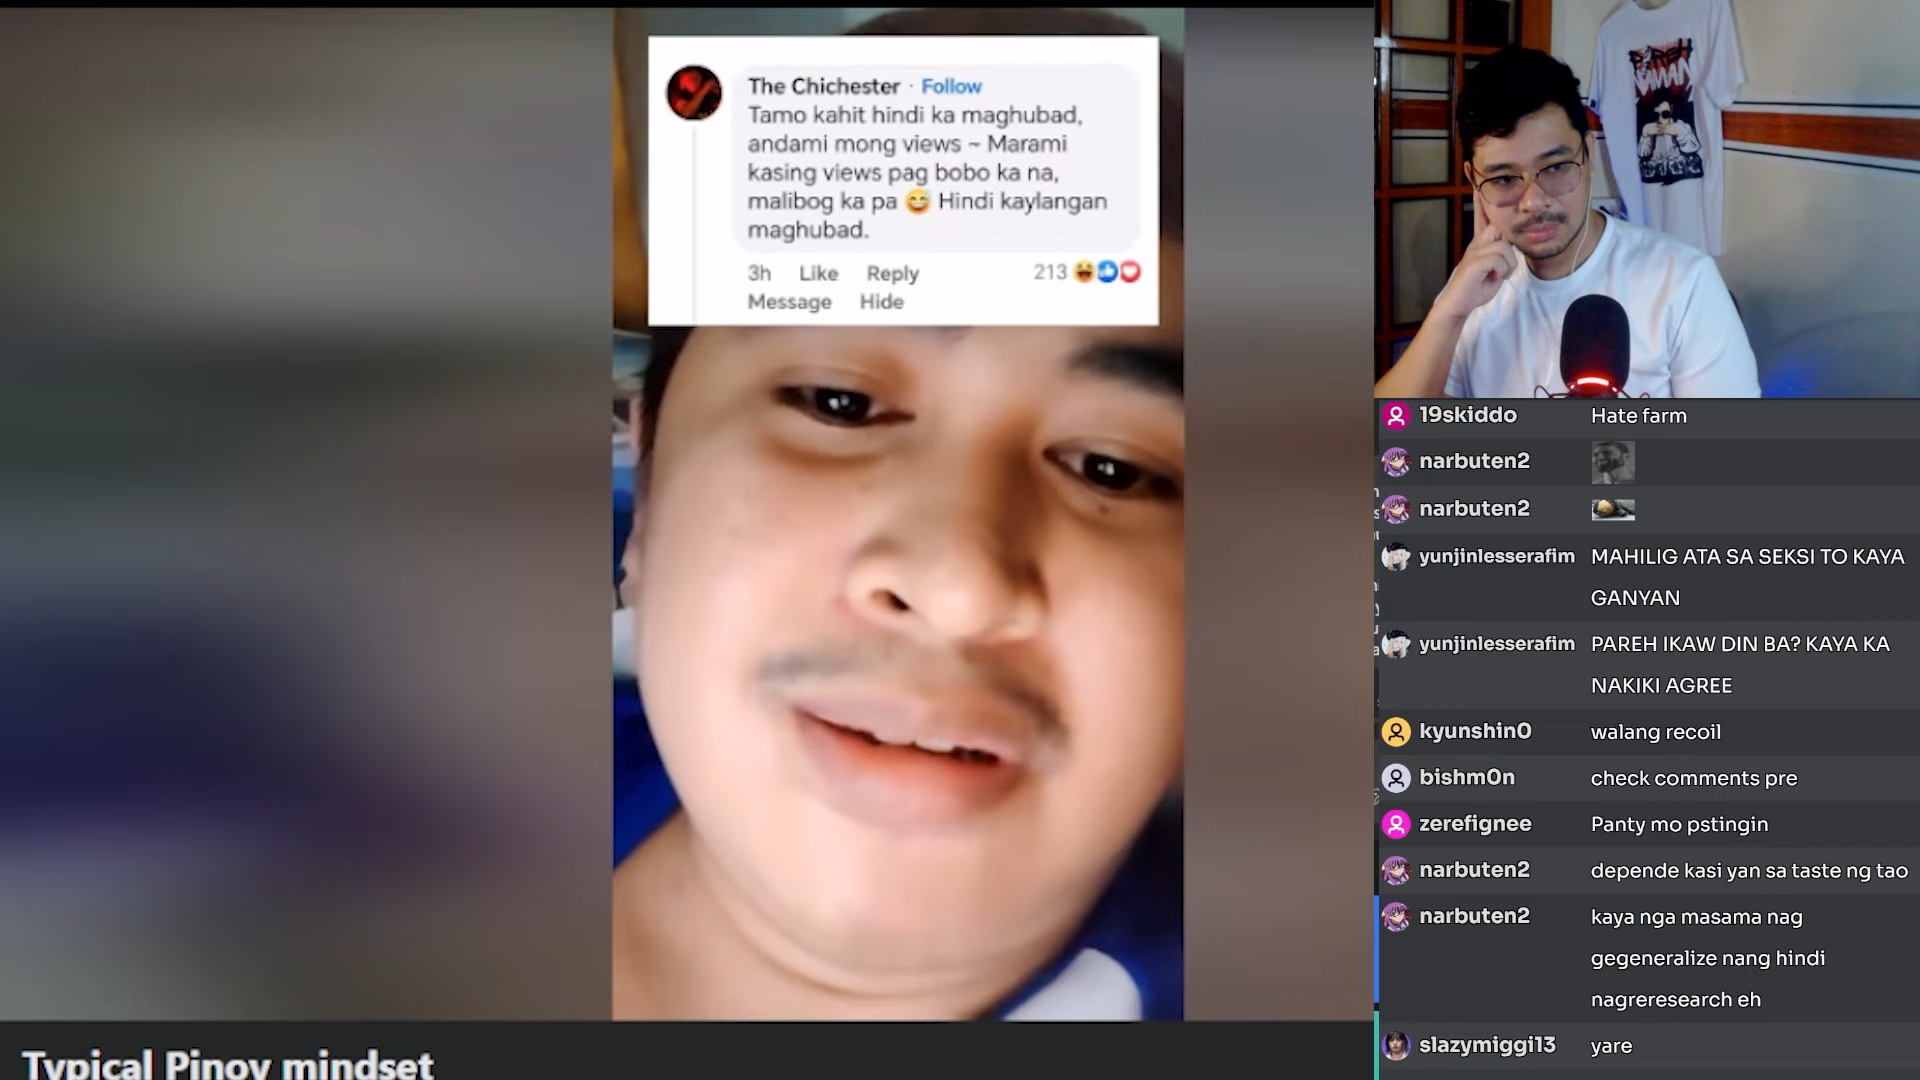 The Chichester · Follow
Tamo kahit hindi ka maghubad,
andami mong views ~ Marami
kasing views pag bobo ka na,
malibog ka pa 😅 Hindi kaylangan
maghubad.
3h Like Reply 213
Message Hide
Typical Pinoy mindset
19skiddo Hate farm
narbuten2
narbuten2
yunjinlesserafim MAHILIG ATA SA SEKSI TO KAYA
GANYAN
yunjinlesserafim PAREH IKAW DIN BA? KAYA KA
NAKIKI AGREE
kyunshin0 walang recoil
bishm0n check comments pre
zerefignee Panty mo pstingin
narbuten2 depende kasi yan sa taste ng tao
narbuten2 kaya nga masama nag
gegeneralize nang hindi
nagreresearch eh
slazymiggi13 yare